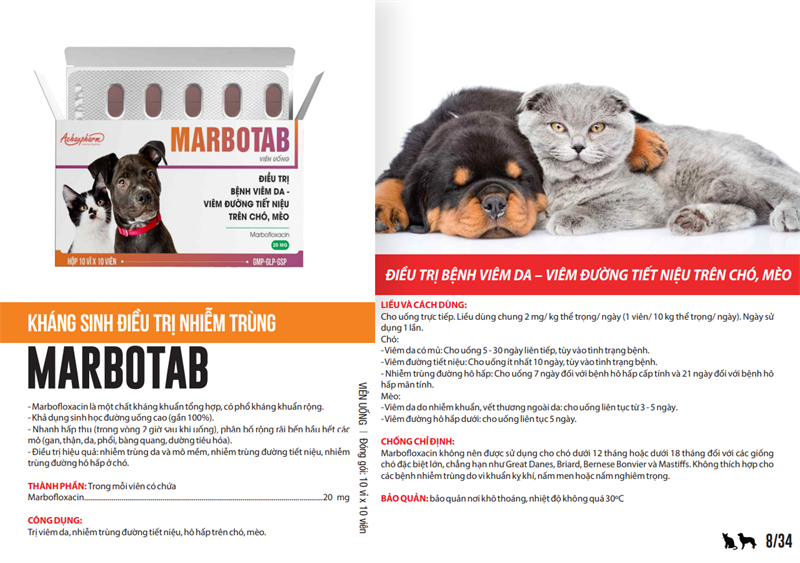 Achaupharm
MARBOTAB
VIÊN UỐNG
ĐIỀU TRỊ
BỆNH VIÊM DA -
VIÊM ĐƯỜNG TIẾT NIỆU
TRÊN CHÓ, MÈO
Marbofloxacin
20 MG
HỘP 10 VỈ X 10 VIÊN
GMP-GLP-GSP
KHÁNG SINH ĐIỀU TRỊ NHIỄM TRÙNG
MARBOTAB
- Marbofloxacin là một chất kháng khuẩn tổng hợp, có phổ kháng khuẩn rộng.
- Khả dụng sinh học đường uống cao (gần 100%).
- Nhanh hấp thu (trong vòng 2 giờ sau khi uống), phân bố rộng rãi hến hầu hết các
mô (gan, thận, da, phổi, bàng quang, đường tiêu hóa).
- Điều trị hiệu quả: nhiễm trùng da và mô mềm, nhiễm trùng đường tiết niệu, nhiễm
trùng đường hô hấp ở chó.
THÀNH PHẦN: Trong mỗi viên có chứa
Marbofloxacin....................................................................................................20 mg
CÔNG DỤNG:
Trị viêm da, nhiễm trùng đường tiết niệu, hô hấp trên chó, mèo.
VIÊN UỐNG | Đóng gói: 10 vỉ x 10 viên
ĐIỀU TRỊ BỆNH VIÊM DA – VIÊM ĐƯỜNG TIẾT NIỆU TRÊN CHÓ, MÈO
LIỀU VÀ CÁCH DÙNG:
Cho uống trực tiếp. Liều dùng chung 2 mg/ kg thể trọng/ ngày (1 viên/ 10 kg thể trọng/ ngày). Ngày sử
dụng 1 lần.
Chó:
- Viêm da có mủ: Cho uống 5 - 30 ngày liên tiếp, tùy vào tình trạng bệnh.
- Viêm đường tiết niệu: Cho uống ít nhất 10 ngày, tùy vào tình trạng bệnh.
- Nhiễm trùng đường hô hấp: Cho uống 7 ngày đối với bệnh hô hấp cấp tính và 21 ngày đối với bệnh hô
hấp mãn tính.
Mèo:
- Viêm da do nhiễm khuẩn, vết thương ngoài da: cho uống liên tục từ 3 - 5 ngày.
- Viêm đường hô hấp dưới: cho uống liên tục 5 ngày.
CHỐNG CHỈ ĐỊNH:
Marbofloxacin không nên được sử dụng cho chó dưới 12 tháng hoặc dưới 18 tháng đối với các giống
chó đặc biệt lớn, chẳng hạn như Great Danes, Briard, Bernese Bonvier và Mastiffs. Không thích hợp cho
các bệnh nhiễm trùng do vi khuẩn kỵ khí, nấm men hoặc nấm nghiêm trọng.
BẢO QUẢN: bảo quản nơi khô thoáng, nhiệt độ không quá 30ºC
8/34